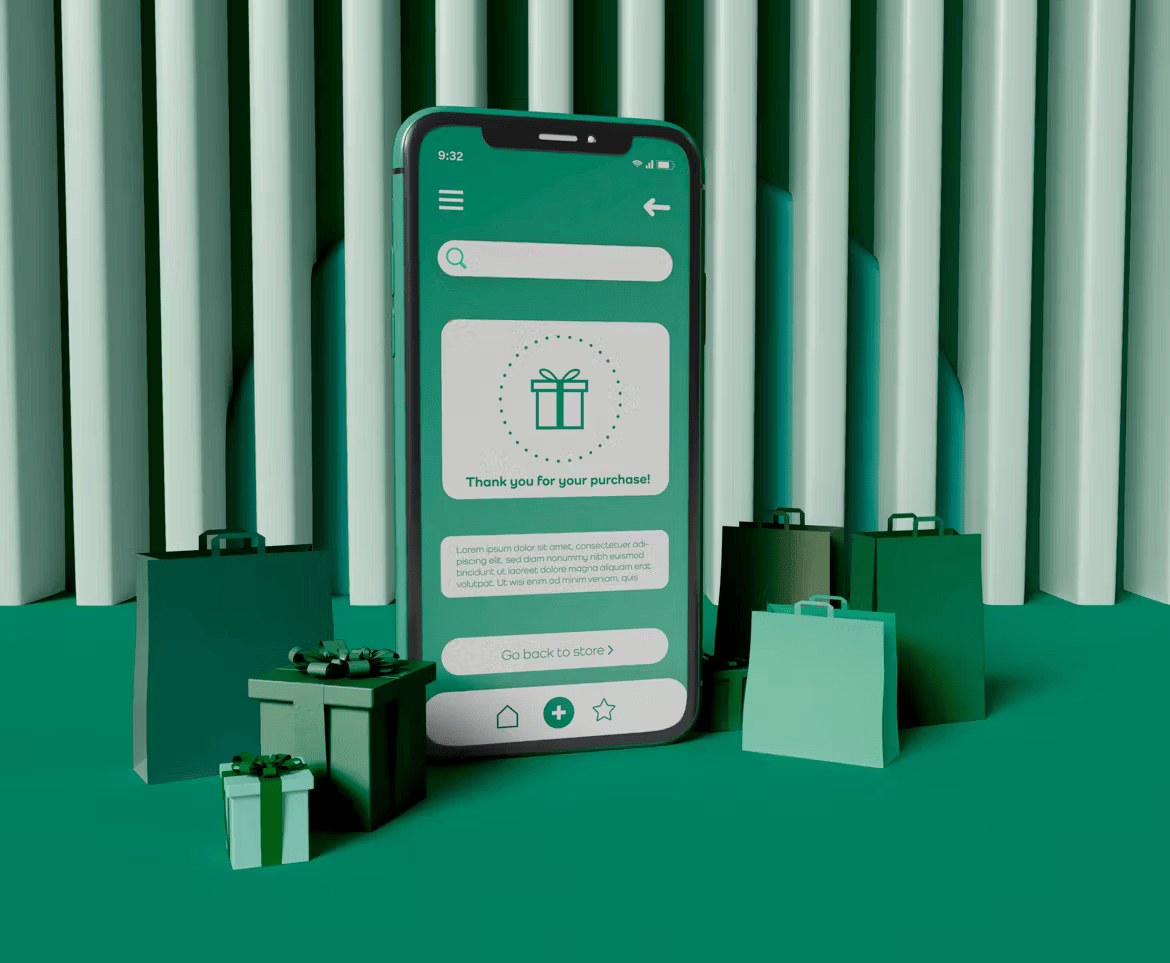 9:32
Thank you for your purchase!
Lorem ipsum dolor sit amet, consectetuer adi-
piscing elit, sed diam nonummy nibh euismod
tincidunt ut laoreet dolore magna aliquam erat
volutpat. Ut wisi enim ad minim veniam, quis
Go back to store >